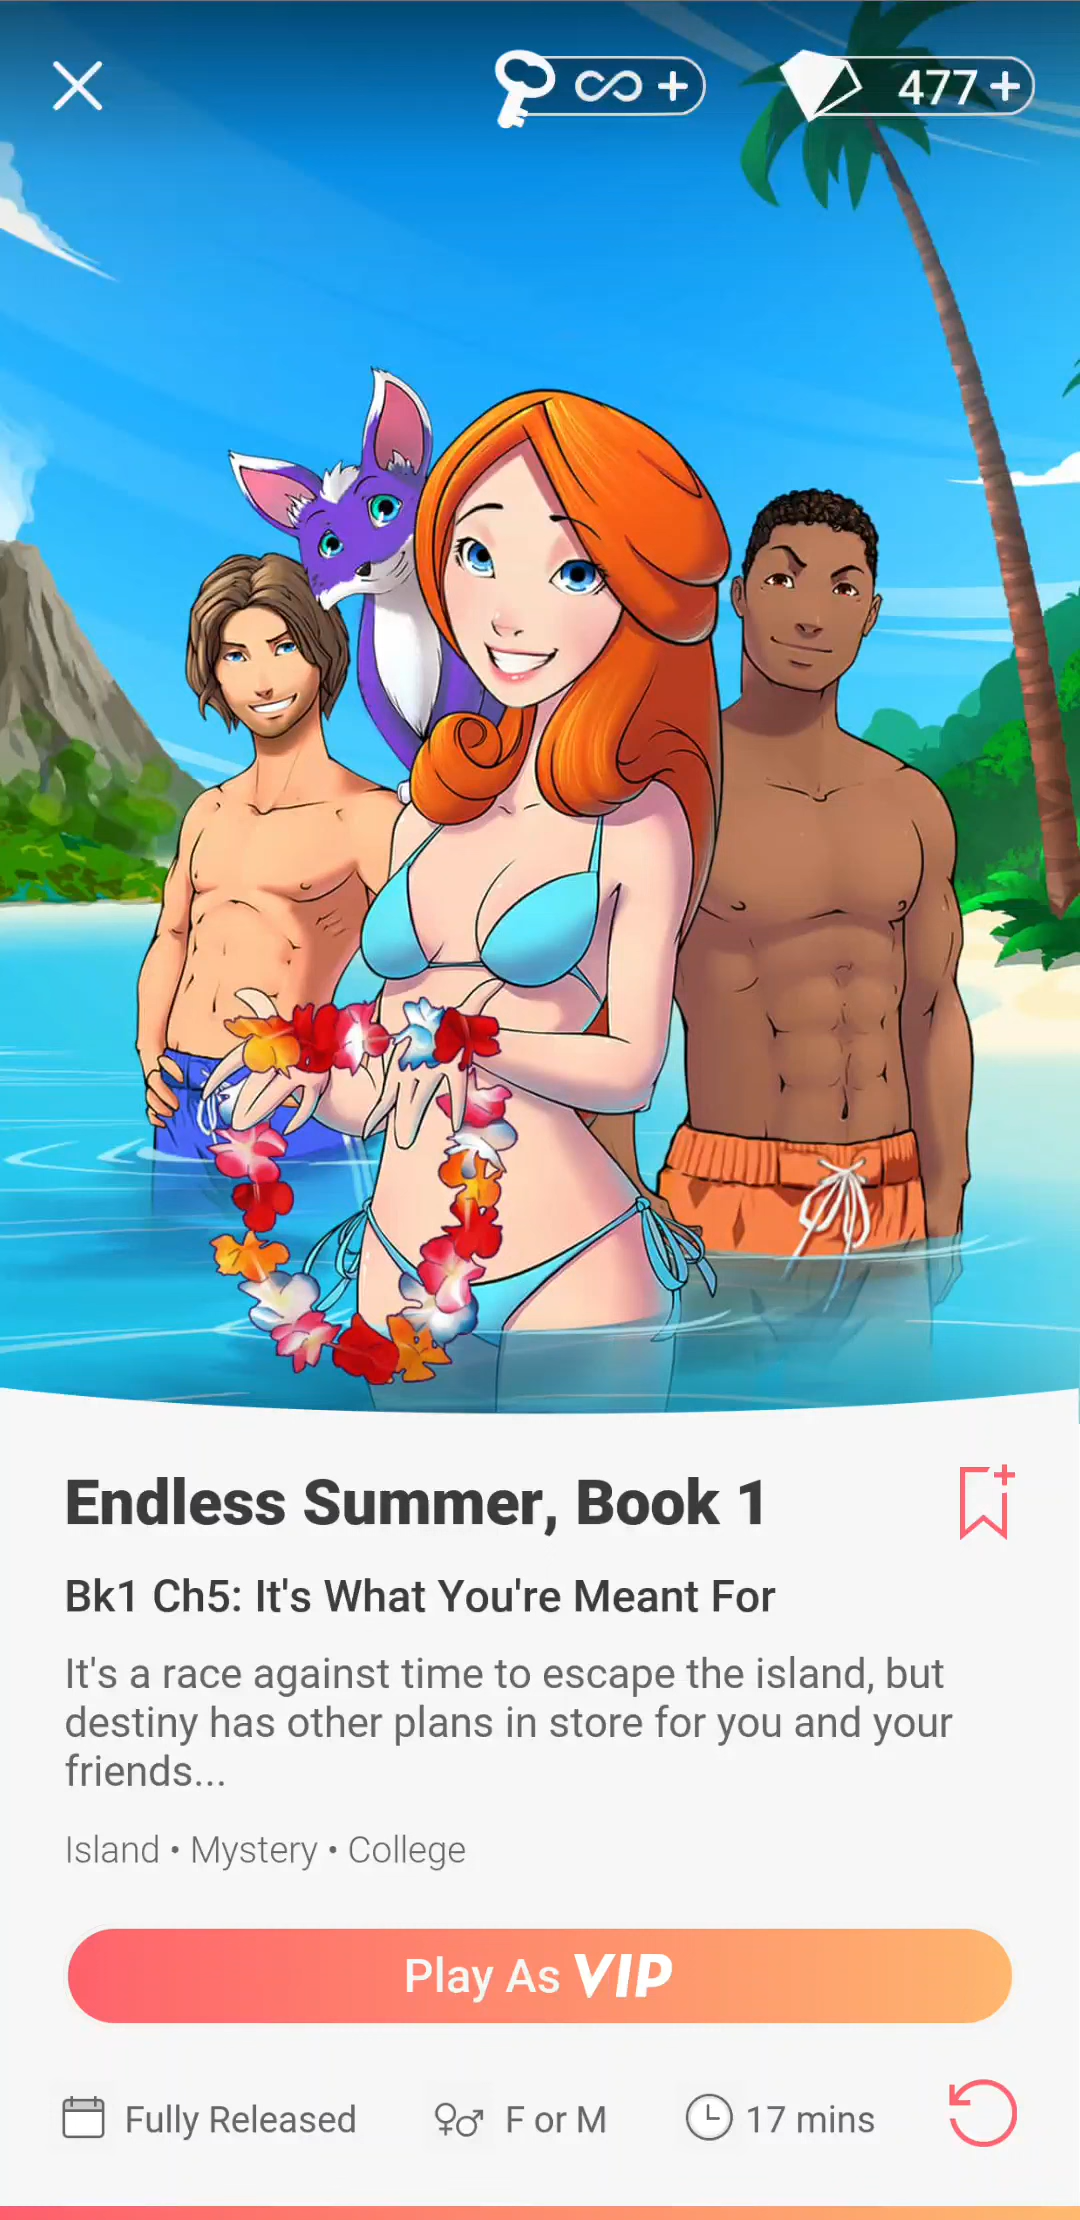 477
Endless Summer, Book 1
Bk1 Ch5: It's What You're Meant For
It's a race against time to escape the island, but
destiny has other plans in store for you and your
friends...
Island • Mystery • College
Play As VIP
Fully Released
F or M
17 mins